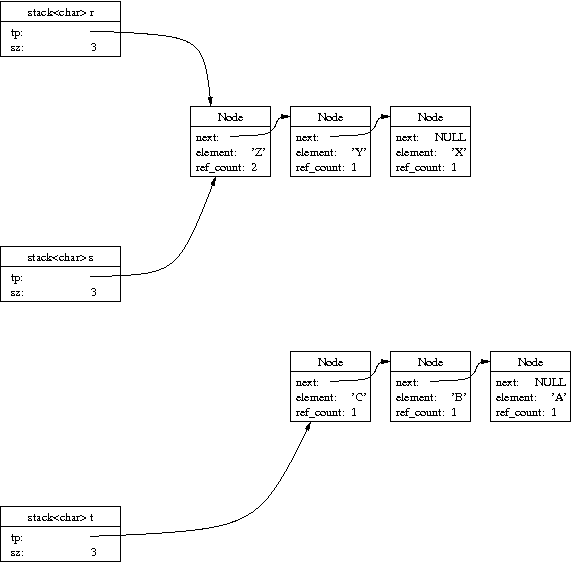 stack<char> r
tp:
sz: 3
Node
next:
element: 'Z'
ref_count: 2
Node
next:
element: 'Y'
ref_count: 1
Node
next: NULL
element: 'X'
ref_count: 1
stack<char> s
tp:
sz: 3
Node
next:
element: 'C'
ref_count: 1
Node
next:
element: 'B'
ref_count: 1
Node
next: NULL
element: 'A'
ref_count: 1
stack<char> t
tp:
sz: 3